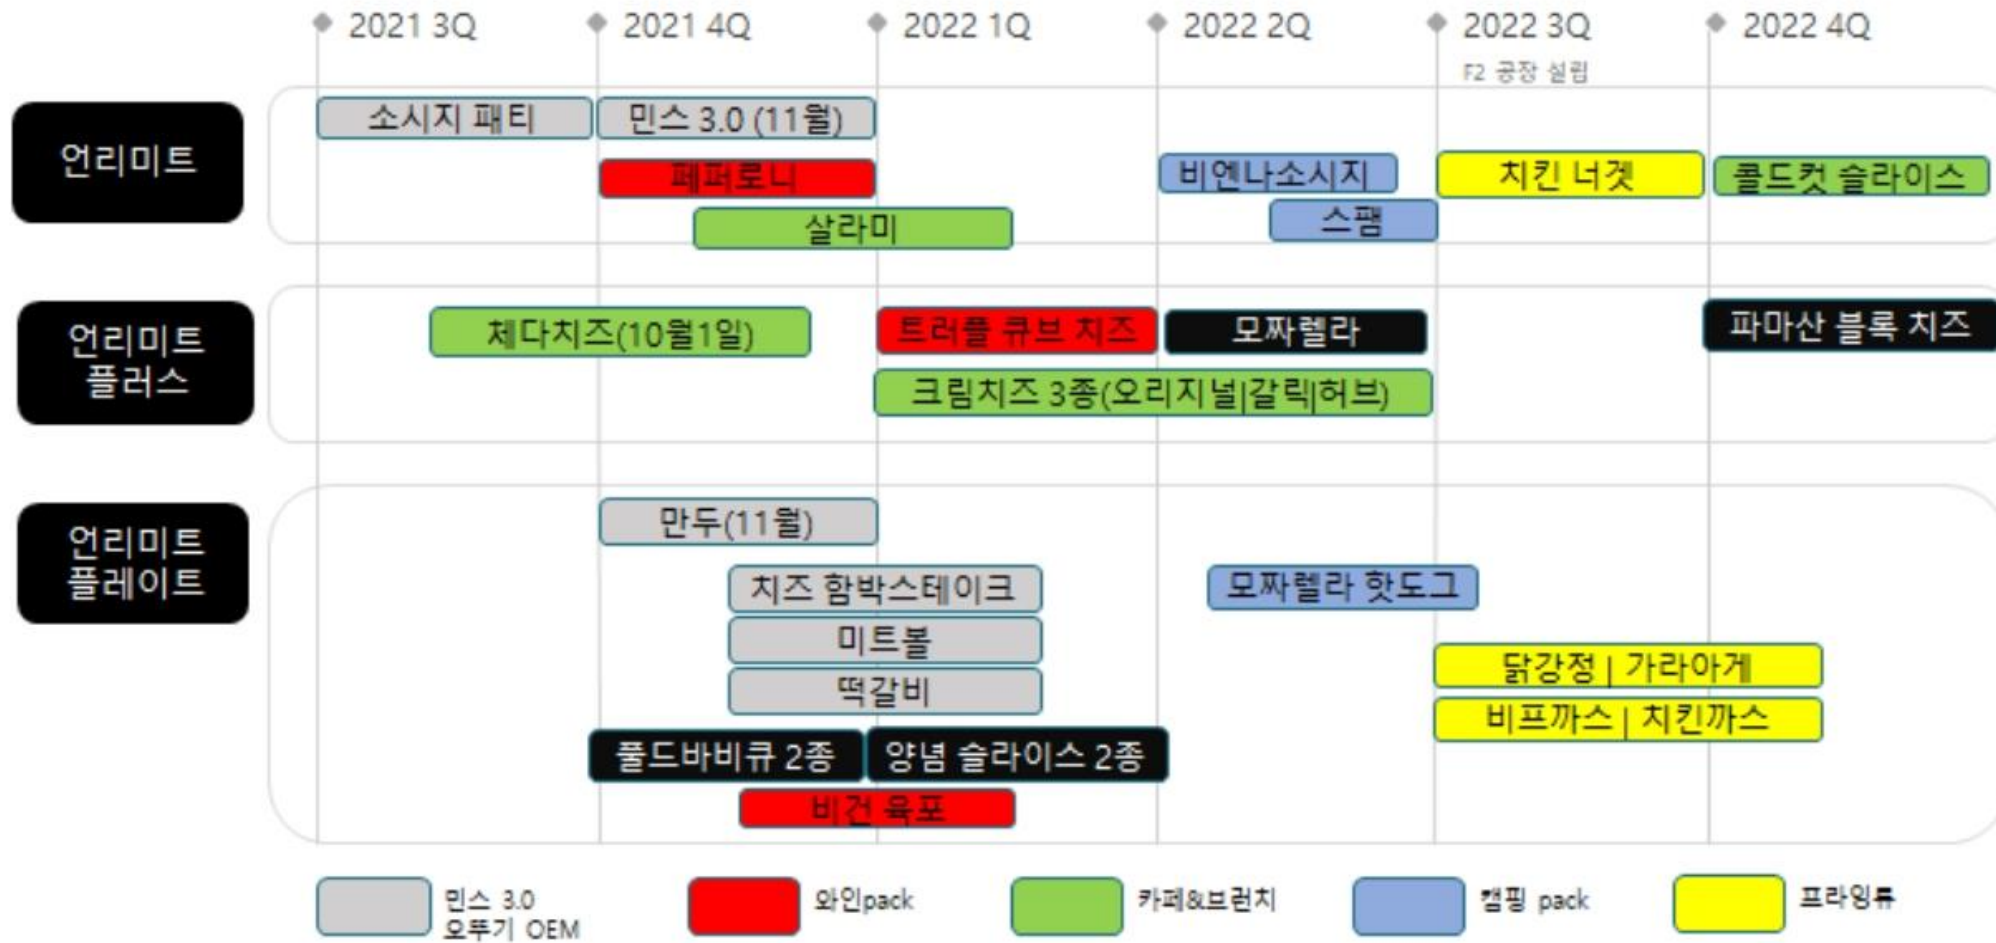 2021 3Q
2021 4Q
2022 1Q
2022 2Q
2022 3Q
2022 4Q
F2 공장 설립
언리미트
소시지 패티
민스 3.0 (11월)
페퍼로니
비엔나소시지
치킨 너겟
콜드컷 슬라이스
살라미
스팸
언리미트
플러스
체다치즈(10월1일)
트러플 큐브 치즈
모짜렐라
파마산 블록 치즈
크림치즈 3종(오리지널|갈릭|허브)
언리미트
플레이트
만두(11월)
치즈 함박스테이크
모짜렐라 핫도그
미트볼
닭강정 | 가라아게
떡갈비
비프까스 | 치킨까스
풀드바비큐 2종
양념 슬라이스 2종
비건 육포
민스 3.0
오뚜기 OEM
와인pack
카페&브런치
캠핑 pack
프라잉류